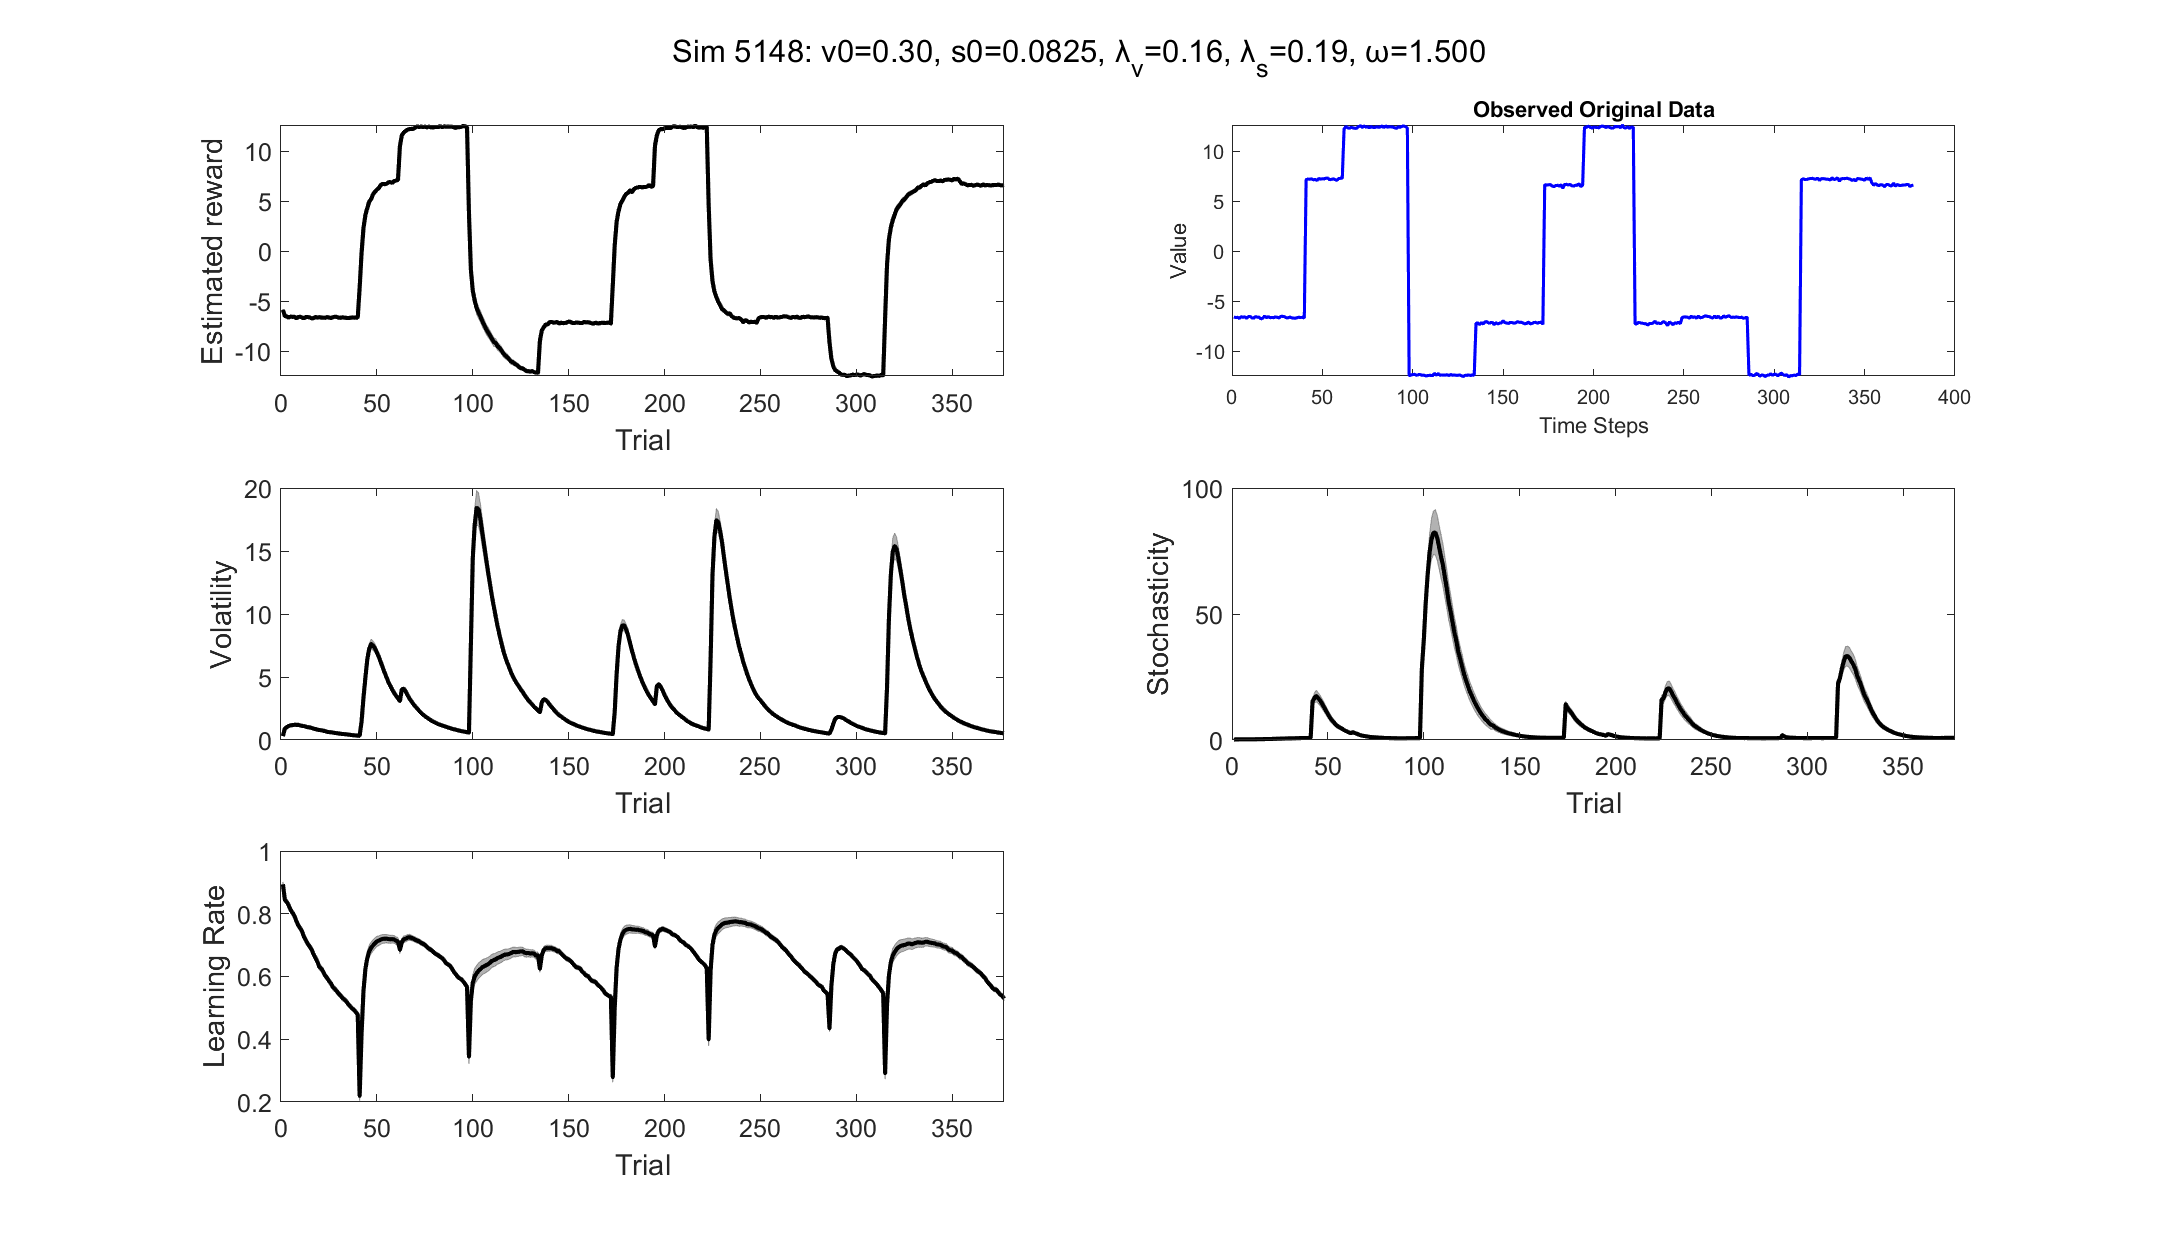 Sim 5148: v0=0.30, s0=0.0825, λv=0.16, λs=0.19, ω=1.500
Estimated reward
10
5
0
-5
-10
0 50 100 150 200 250 300 350
Trial
Observed Original Data
Value
10
5
0
-5
-10
0 50 100 150 200 250 300 350 400
Time Steps
Volatility
20
15
10
5
0
0 50 100 150 200 250 300 350
Trial
Stochasticity
100
50
0
0 50 100 150 200 250 300 350
Trial
Learning Rate
1
0.8
0.6
0.4
0.2
0 50 100 150 200 250 300 350
Trial